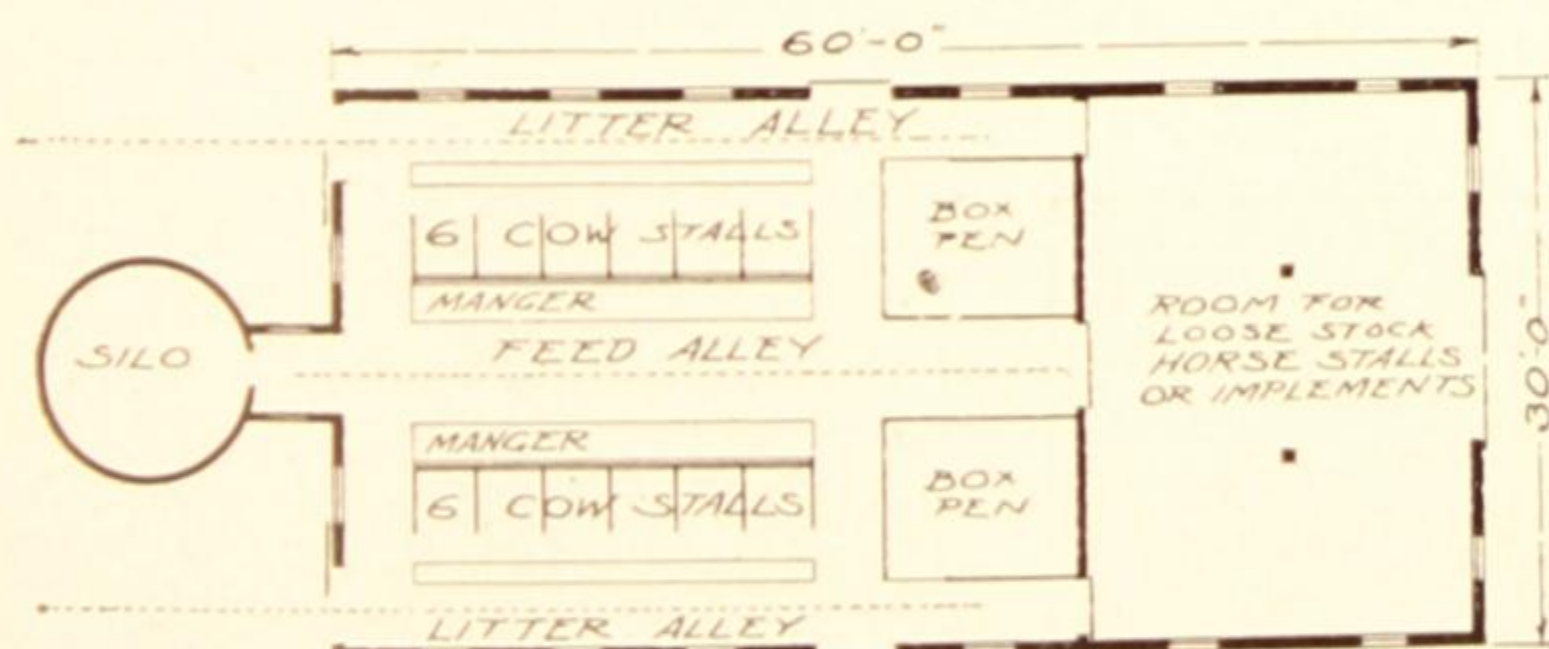 60'-0"
LITTER ALLEY
6 COW STALLS
BOX
PEN
MANGER
ROOM FOR
LOOSE STOCK
HORSE STALLS
OR IMPLEMENTS
SILO
FEED ALLEY
30'-0"
MANGER
6 COW STALLS
BOX
PEN
LITTER ALLEY